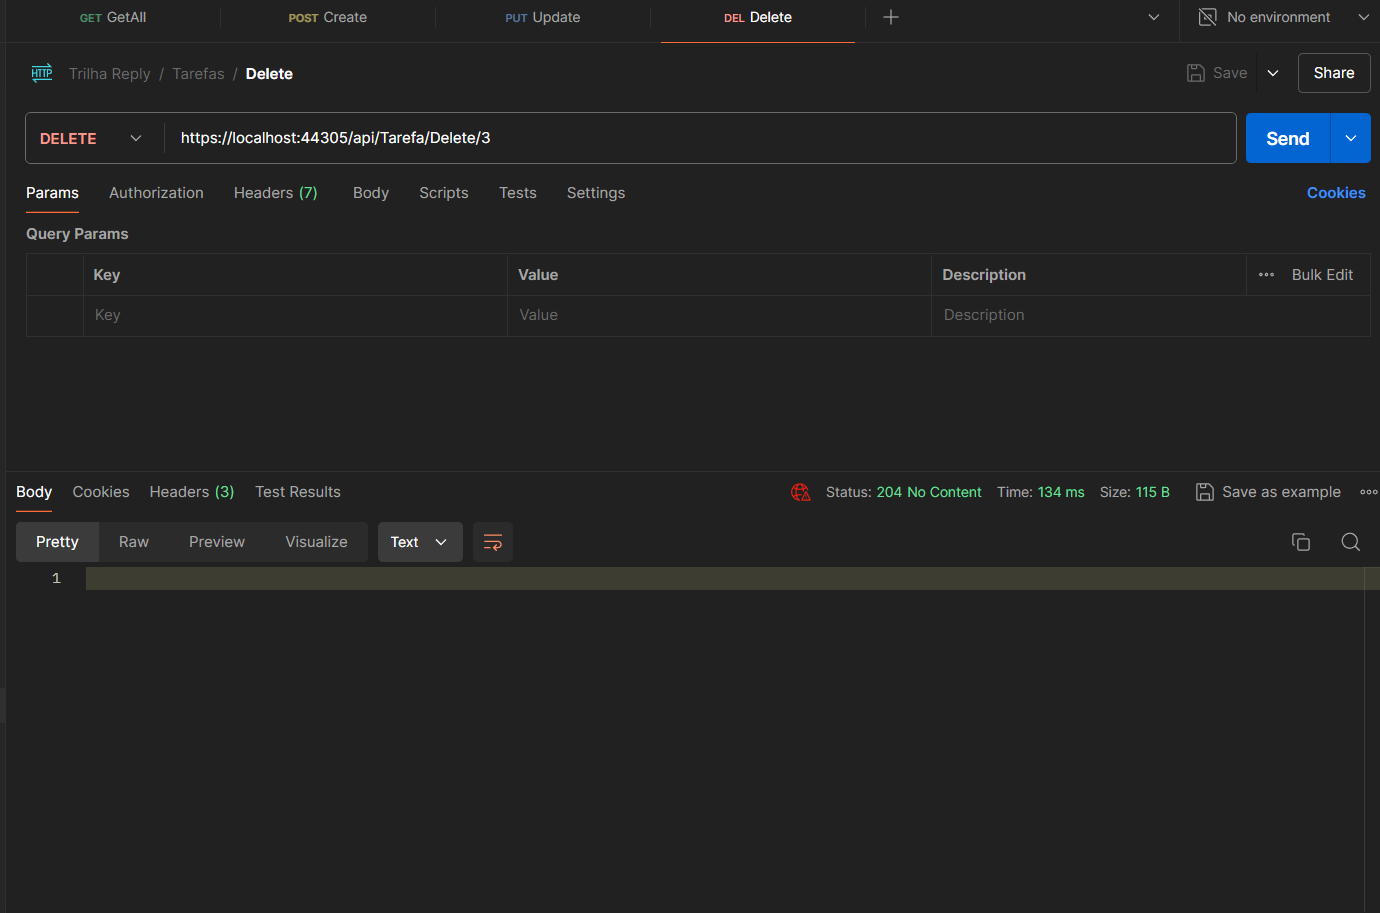 GET GetAll POST Create PUT Update DEL Delete No environment
HTTP Trilha Reply / Tarefas / Delete Save Share
DELETE https://localhost:44305/api/Tarefa/Delete/3 Send
Params Authorization Headers (7) Body Scripts Tests Settings Cookies
Query Params
Key Value Description Bulk Edit
Key Value Description
Body Cookies Headers (3) Test Results Status: 204 No Content Time: 134 ms Size: 115 B Save as example
Pretty Raw Preview Visualize Text
1